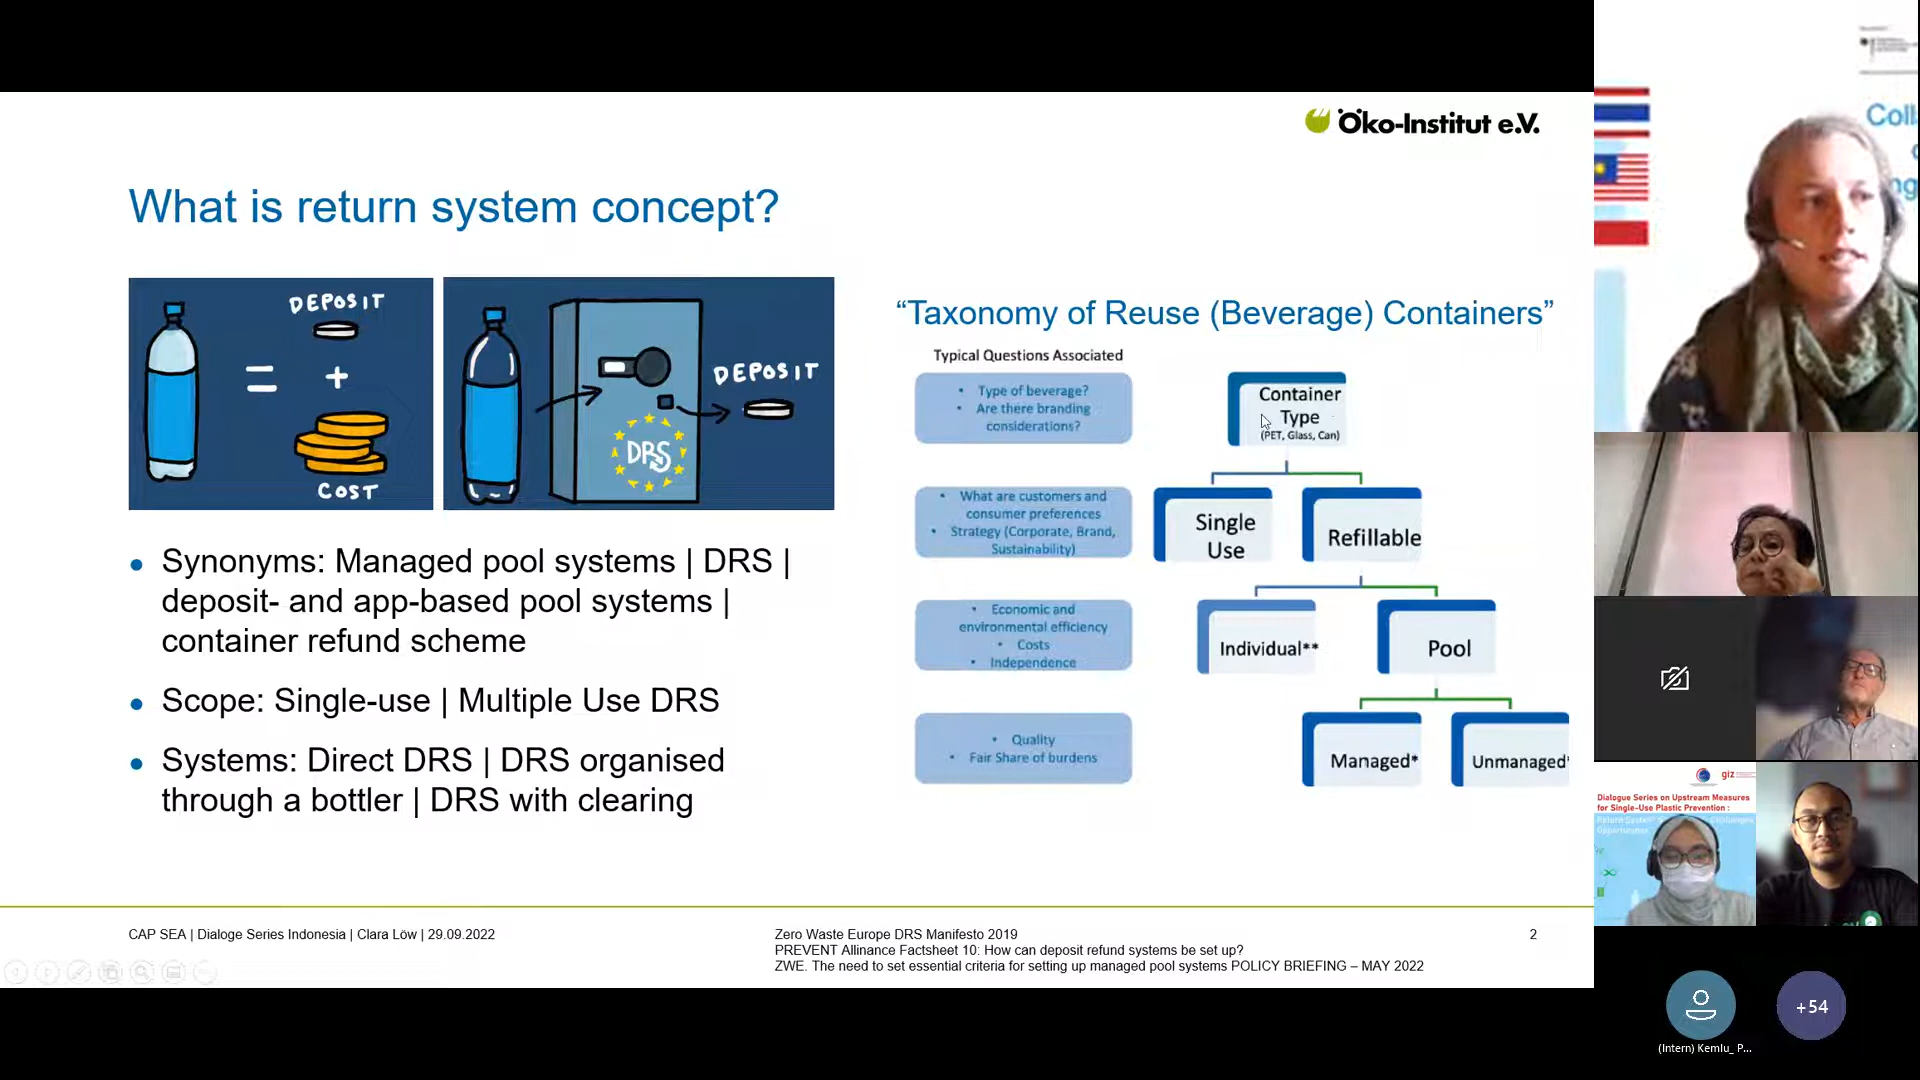 Öko-Institut e.V.
What is return system concept?
DEPOSIT
=
+
COST
DEPOSIT
DRS
• Synonyms: Managed pool systems | DRS |
deposit- and app-based pool systems |
container refund scheme
• Scope: Single-use | Multiple Use DRS
• Systems: Direct DRS | DRS organised
through a bottler | DRS with clearing
“Taxonomy of Reuse (Beverage) Containers”
Typical Questions Associated
• Type of beverage?
• Are there branding
considerations?
• What are customers and
consumer preferences
• Strategy (Corporate, Brand,
Sustainability)
• Economic and
environmental efficiency
• Costs
• Independence
• Quality
• Fair Share of burdens
Container
Type
(PET, Glass, Can)
Single
Use
Refillable
Individual**
Pool
Managed*
Unmanaged*
CAP SEA | Dialoge Series Indonesia | Clara Löw | 29.09.2022
Zero Waste Europe DRS Manifesto 2019
PREVENT Allinance Factsheet 10: How can deposit refund systems be set up?
ZWE. The need to set essential criteria for setting up managed pool systems POLICY BRIEFING – MAY 2022
2
Coll
giz
Dialogue Series on Upstream Measures
for Single-Use Plastic Prevention :
(Intern) Kemlu_ P...
+54